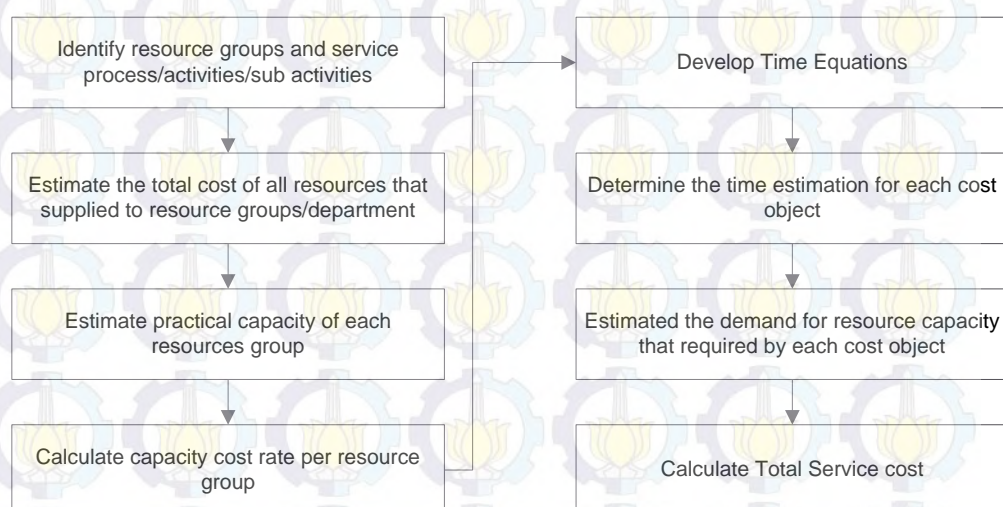 Identify resource groups and service
process/activities/sub activities
Estimate the total cost of all resources that
supplied to resource groups/department
Estimate practical capacity of each
resources group
Calculate capacity cost rate per resource
group
Develop Time Equations
Determine the time estimation for each cost
object
Estimated the demand for resource capacity
that required by each cost object
Calculate Total Service cost